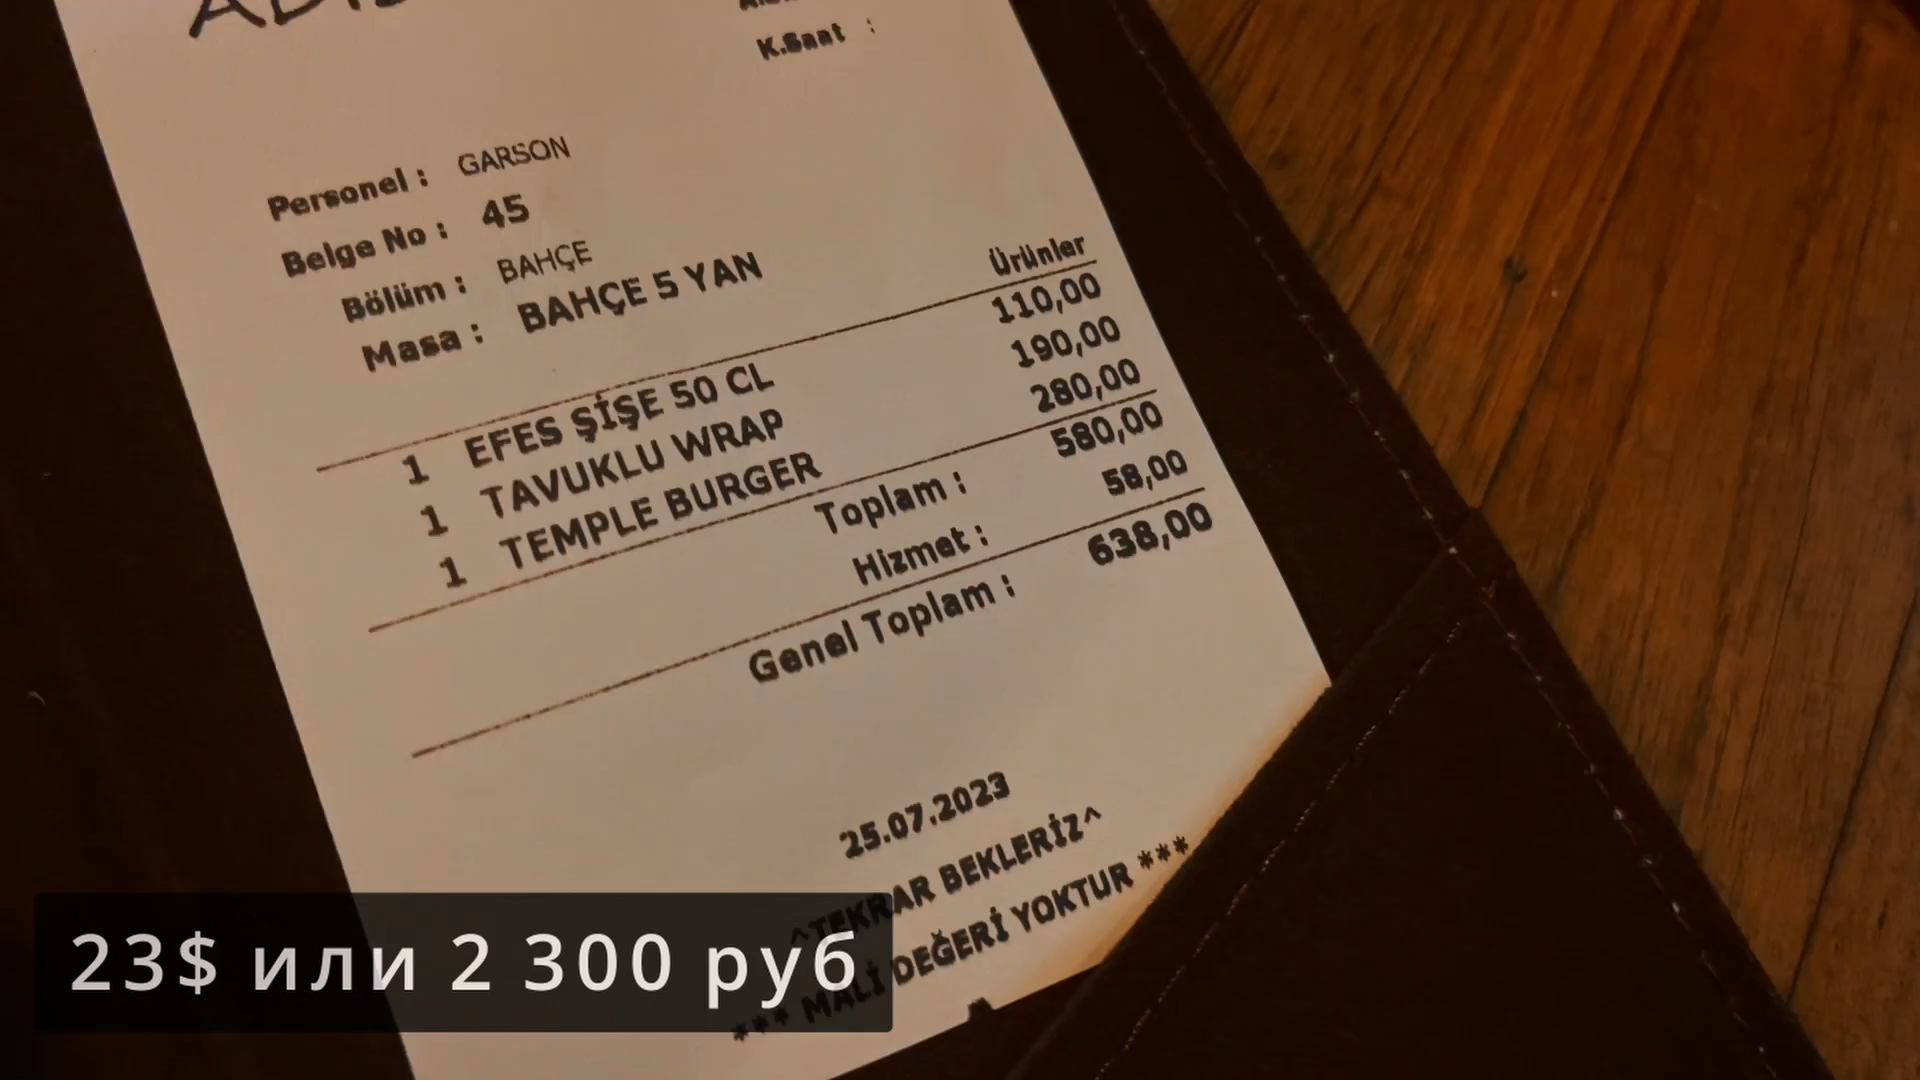 K.Saat :
Personel : GARSON
Belge No : 45
Bölüm : BAHÇE
Masa : BAHÇE 5 YAN
Ürünler
1 EFES ŞİŞE 50 CL 110,00
1 TAVUKLU WRAP 190,00
1 TEMPLE BURGER 280,00
Toplam : 580,00
Hizmet : 58,00
Genel Toplam : 638,00
25.07.2023
^TEKRAR BEKLERİZ^
*** MALİ DEĞERİ YOKTUR ***
23$ или 2 300 руб